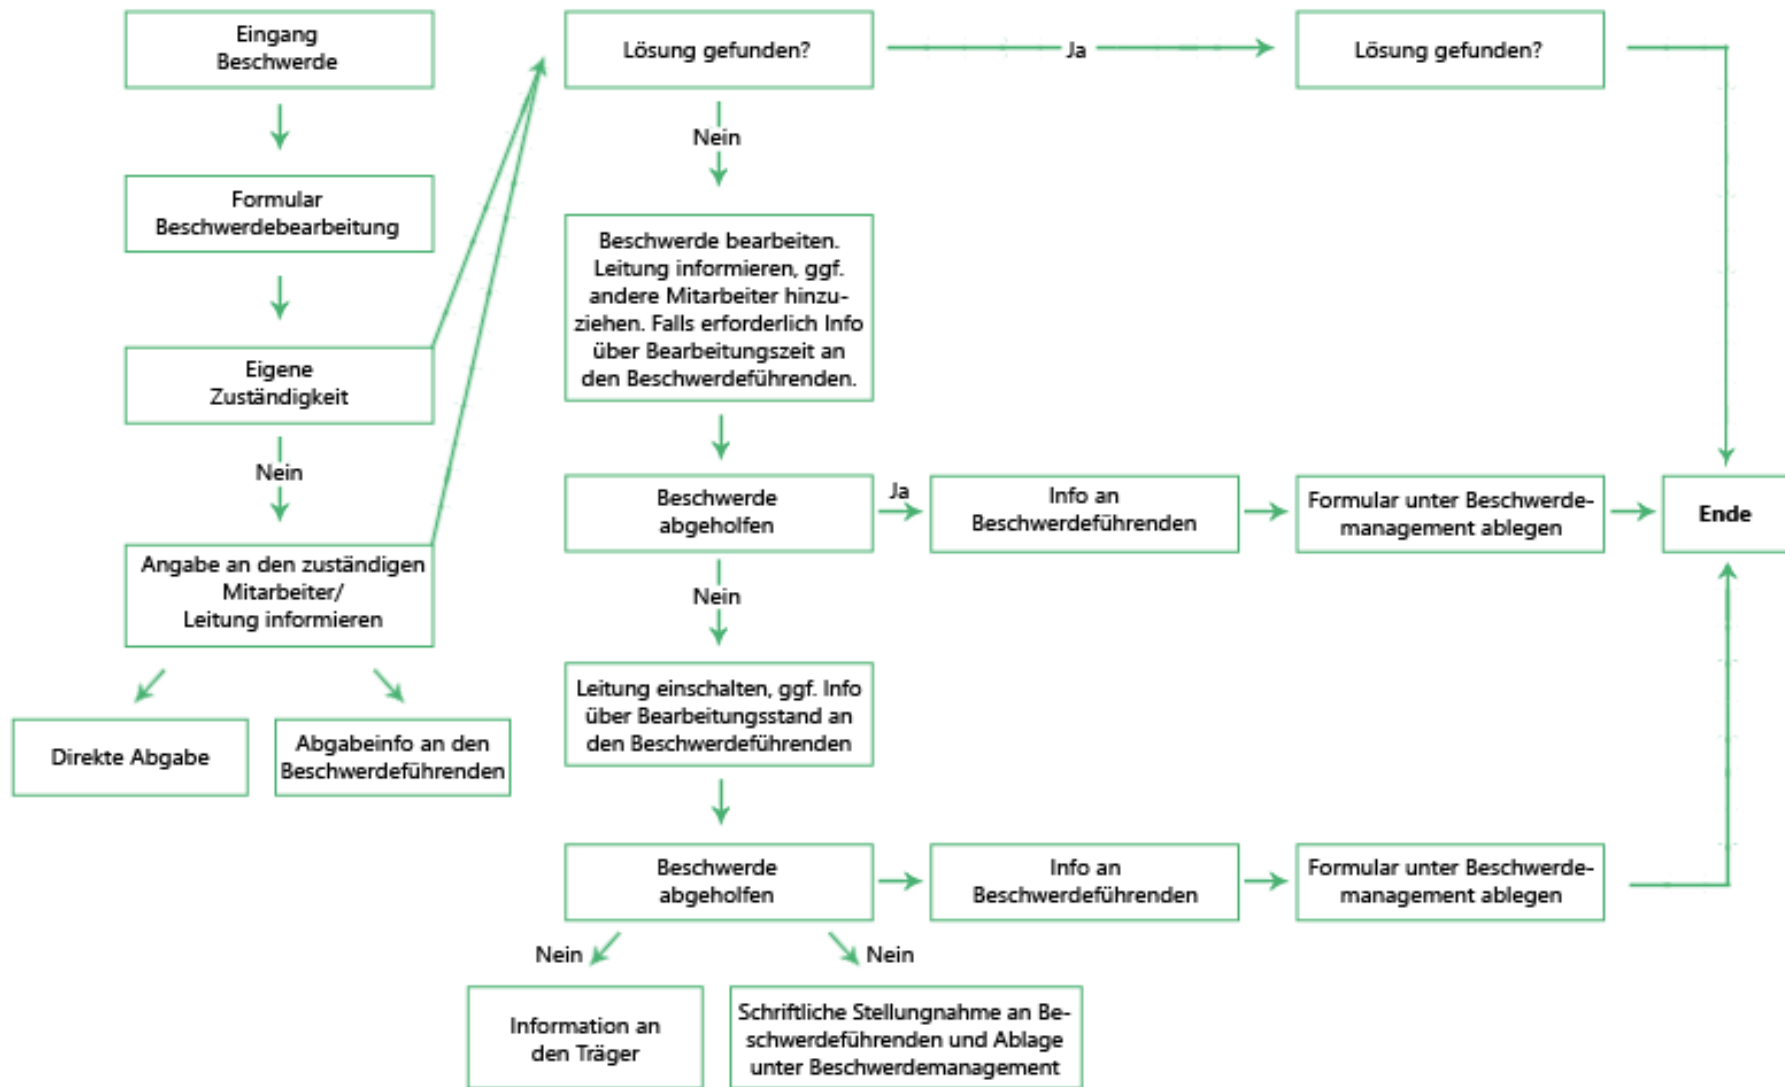 Eingang
Beschwerde
Formular
Beschwerdebearbeitung
Eigene
Zuständigkeit
Nein
Angabe an den zuständigen
Mitarbeiter/
Leitung informieren
Direkte Abgabe
Abgabeinfo an den
Beschwerdeführenden
Lösung gefunden?
Ja
Lösung gefunden?
Nein
Beschwerde bearbeiten.
Leitung informieren, ggf.
andere Mitarbeiter hinzu-
ziehen. Falls erforderlich Info
über Bearbeitungszeit an
den Beschwerdeführenden.
Beschwerde
abgeholfen
Ja
Info an
Beschwerdeführenden
Formular unter Beschwerde-
management ablegen
Ende
Nein
Leitung einschalten, ggf. Info
über Bearbeitungsstand an
den Beschwerdeführenden
Beschwerde
abgeholfen
Info an
Beschwerdeführenden
Formular unter Beschwerde-
management ablegen
Nein
Nein
Information an
den Träger
Schriftliche Stellungnahme an Be-
schwerdeführenden und Ablage
unter Beschwerdemanagement